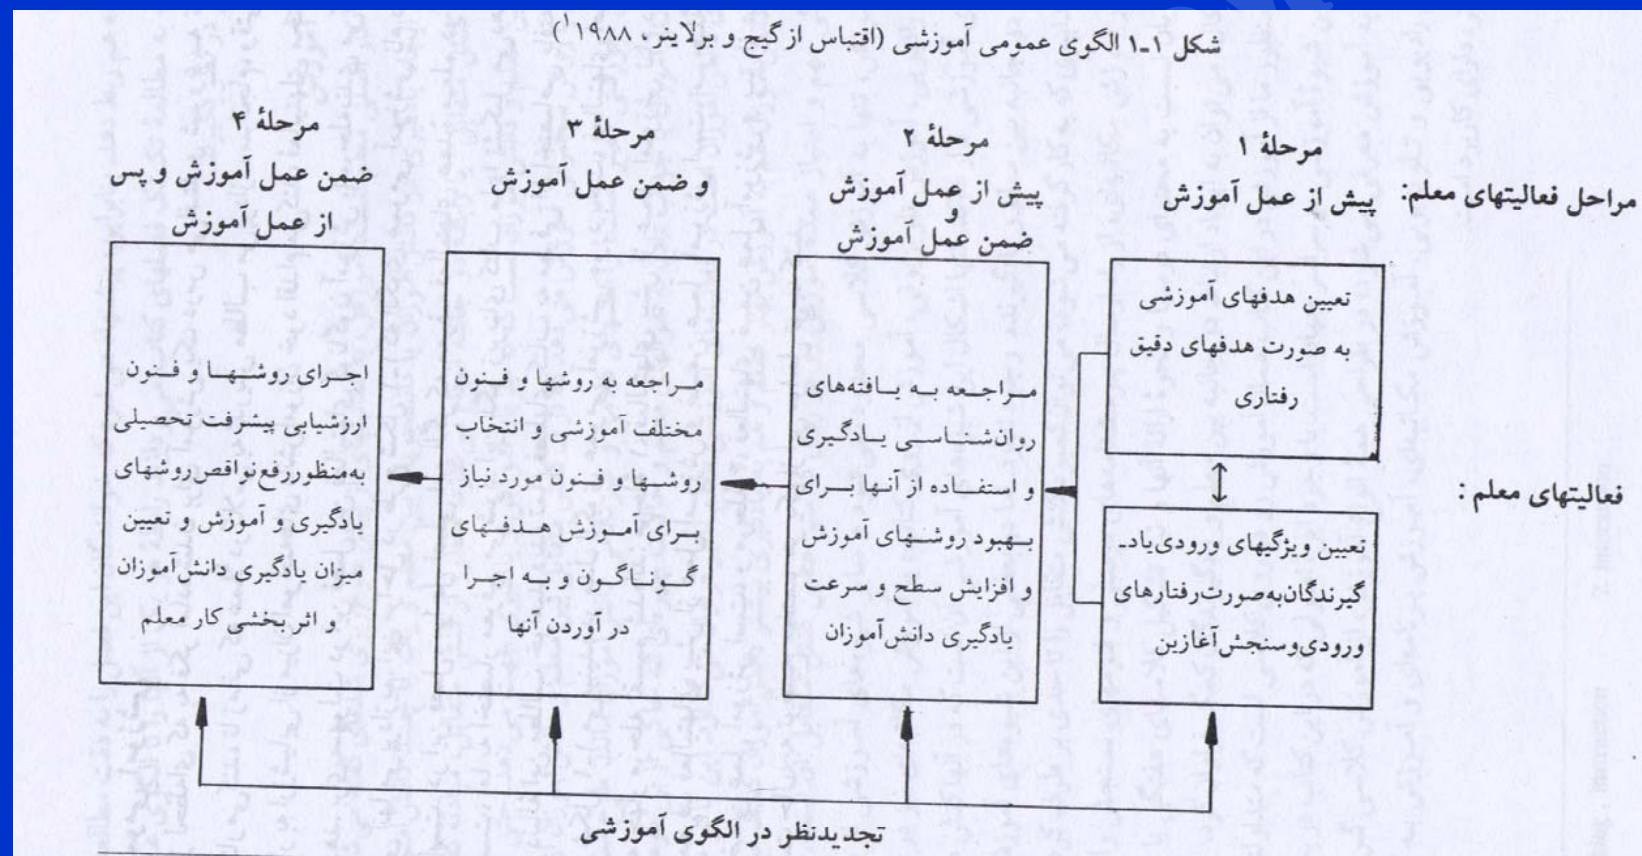 شکل ۱-۱ الگوی عمومی آموزشی (اقتباس از گیج و برلاینر، ۱۹۸۸ ۱)
مراحل فعالیتهای معلم:
مرحلهٔ ۱
پیش از عمل آموزش
مرحلهٔ ۲
پیش از عمل آموزش
و
ضمن عمل آموزش
مرحلهٔ ۳
و ضمن عمل آموزش
مرحلهٔ ۴
ضمن عمل آموزش و پس
از عمل آموزش
فعالیتهای معلم :
تعیین هدفهای آموزشی
به صورت هدفهای دقیق
رفتاری
تعیین ویژگیهای ورودی یاد-
گیرندگان به صورت رفتارهای
ورودی و سنجش آغازین
مراجعه به یافته‌های
روان‌شناسی یادگیری
و استفاده از آنها برای
بهبود روشهای آموزش
و افزایش سطح و سرعت
یادگیری دانش‌آموزان
مراجعه به روشها و فنون
مختلف آموزشی و انتخاب
روشها و فنون مورد نیاز
برای آموزش هدفهای
گوناگون و به اجرا
در آوردن آنها
اجرای روشها و فنون
ارزشیابی پیشرفت تحصیلی
به منظور رفع نواقص روشهای
یادگیری و آموزش و تعیین
میزان یادگیری دانش‌آموزان
و اثر بخشی کار معلم
تجدیدنظر در الگوی آموزشی